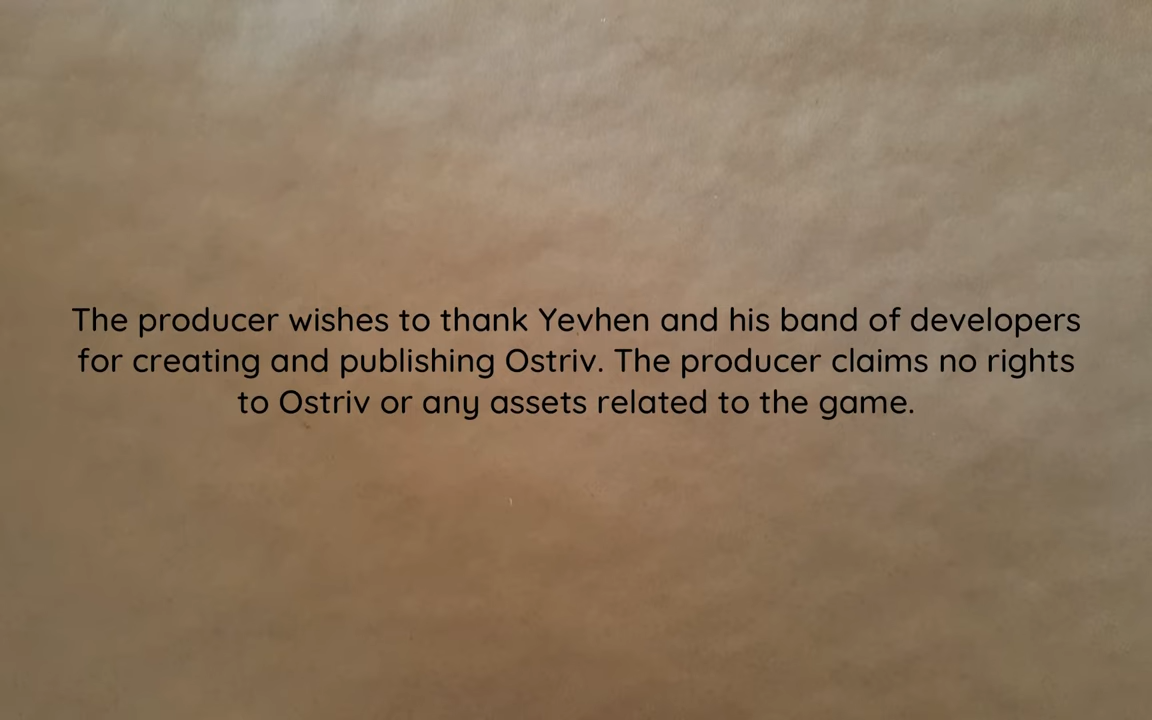 The producer wishes to thank Yevhen and his band of developers
for creating and publishing Ostriv. The producer claims no rights
to Ostriv or any assets related to the game.